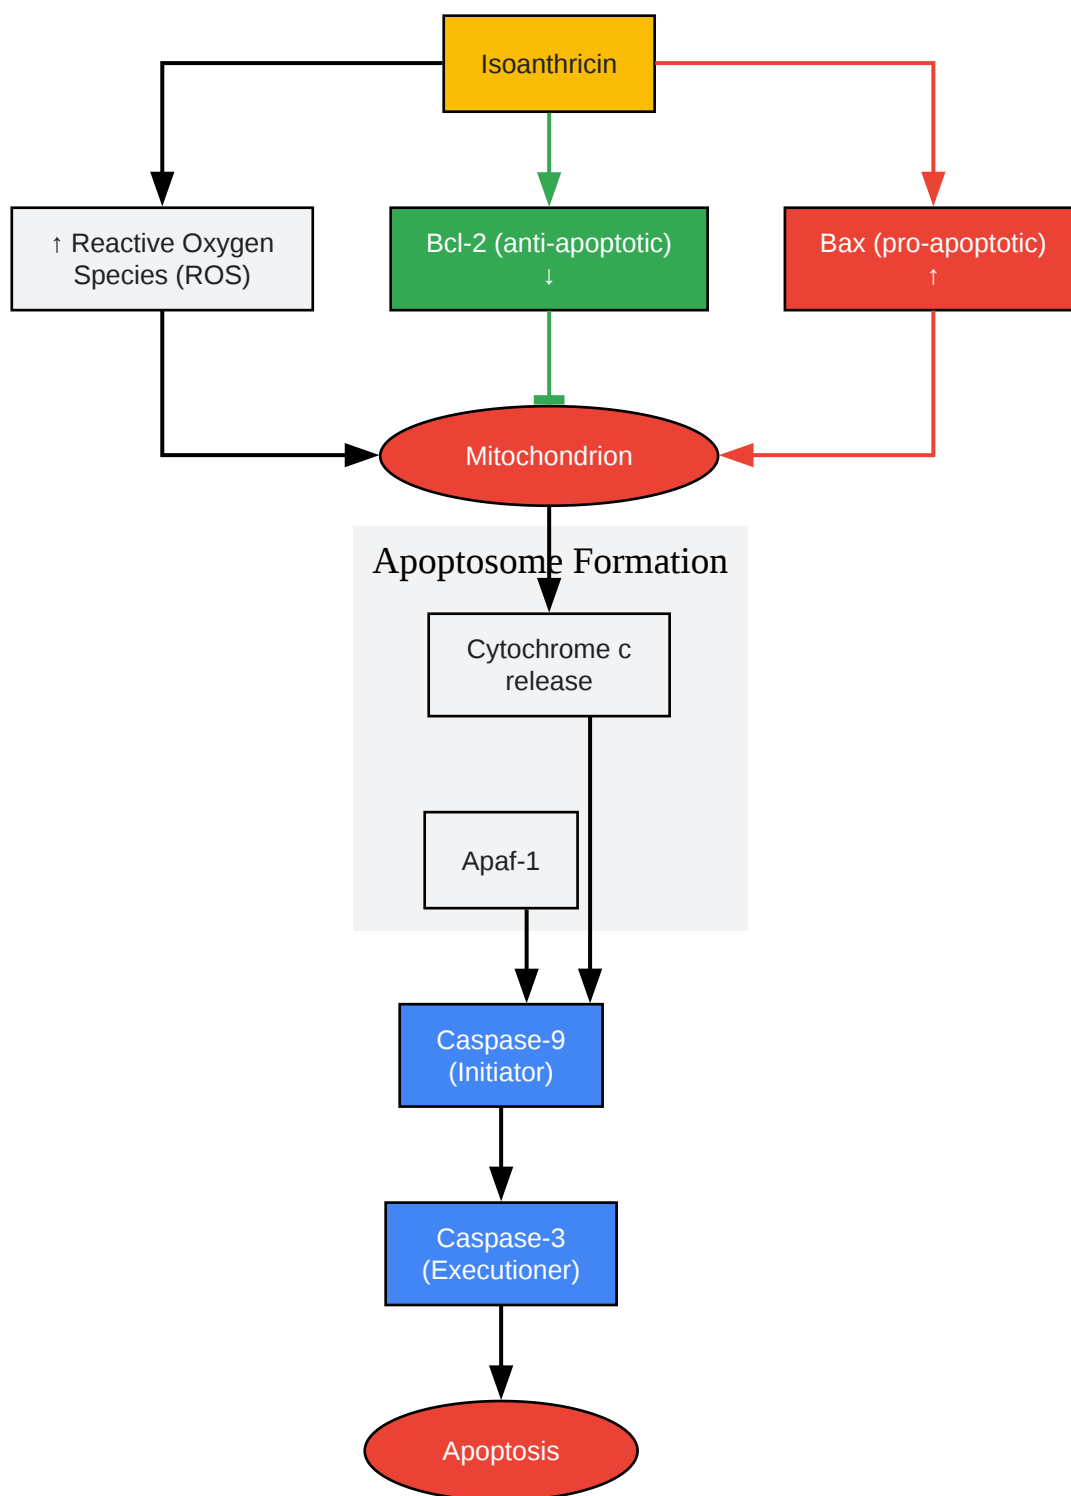 Isoanthricin
↑ Reactive Oxygen
Species (ROS)
Bcl-2 (anti-apoptotic)
↓
Bax (pro-apoptotic)
↑
Mitochondrion
Apoptosome Formation
Cytochrome c
release
Apaf-1
Caspase-9
(Initiator)
Caspase-3
(Executioner)
Apoptosis